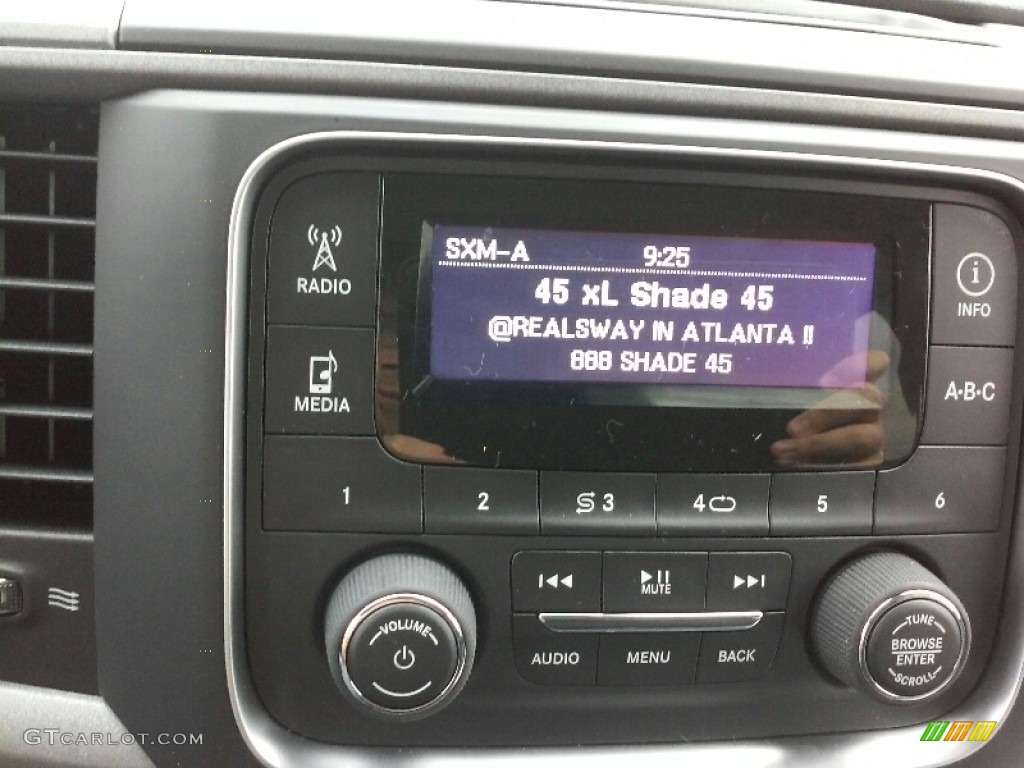 SXM-A 9:25
45 xL Shade 45
@REALSWAY IN ATLANTA !!
888 SHADE 45
RADIO
MEDIA
i
INFO
A·B·C
1 2 3 4 5 6
MUTE
VOLUME
AUDIO MENU BACK
TUNE
BROWSE
ENTER
SCROLL
GTCARLOT.COM